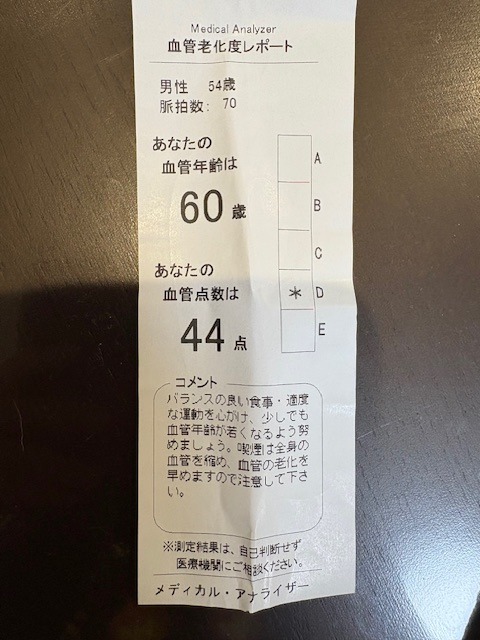 Medical Analyzer
血管老化度レポート
男性 54歳
脈拍数: 70
あなたの
血管年齢は
60歳
A
B
C
あなたの
血管点数は
* D
44点
E
コメント
バランスの良い食事・適度
な運動を心がけ、少しでも
血管年齢が若くなるよう努
めましょう。喫煙は全身の
血管を縮め、血管の老化を
早めますので注意して下さ
い。
※測定結果は、自己判断せず
医療機関にご相談ください。
メディカル・アナライザー